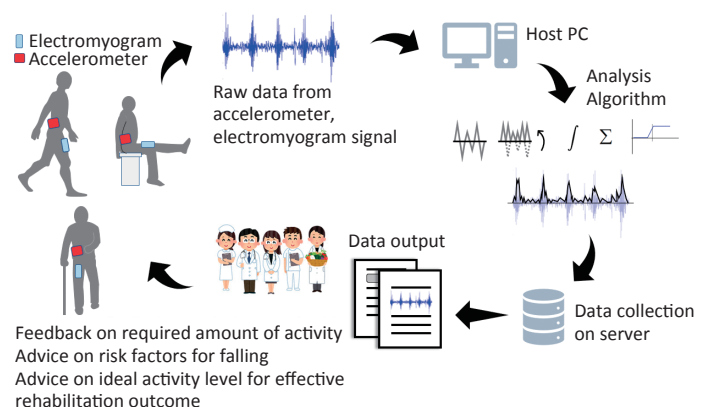 Electromyogram
Accelerometer
Raw data from
accelerometer,
electromyogram signal
Host PC
Analysis
Algorithm
∫ Σ
Data collection
on server
Data output
Feedback on required amount of activity
Advice on risk factors for falling
Advice on ideal activity level for effective
rehabilitation outcome